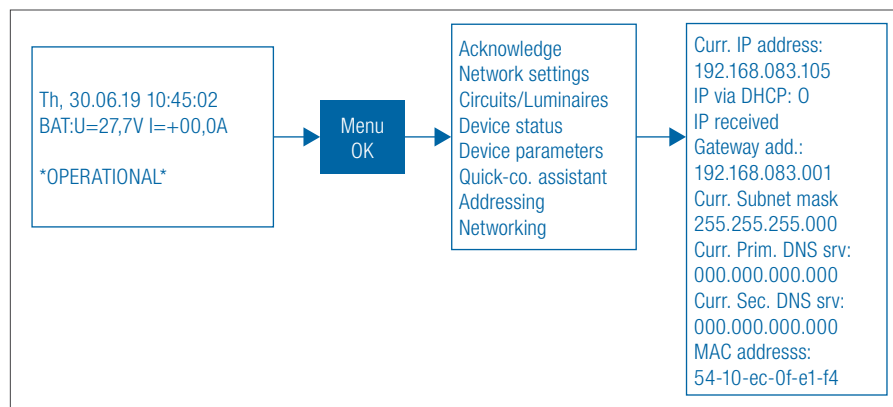 Th, 30.06.19 10:45:02
BAT:U=27,7V I=+00,0A
*OPERATIONAL*
Menu
OK
Acknowledge
Network settings
Circuits/Luminaires
Device status
Device parameters
Quick-co. assistant
Addressing
Networking
Curr. IP address:
192.168.083.105
IP via DHCP: O
IP received
Gateway add.:
192.168.083.001
Curr. Subnet mask
255.255.255.000
Curr. Prim. DNS srv:
000.000.000.000
Curr. Sec. DNS srv:
000.000.000.000
MAC addresss:
54-10-ec-0f-e1-f4